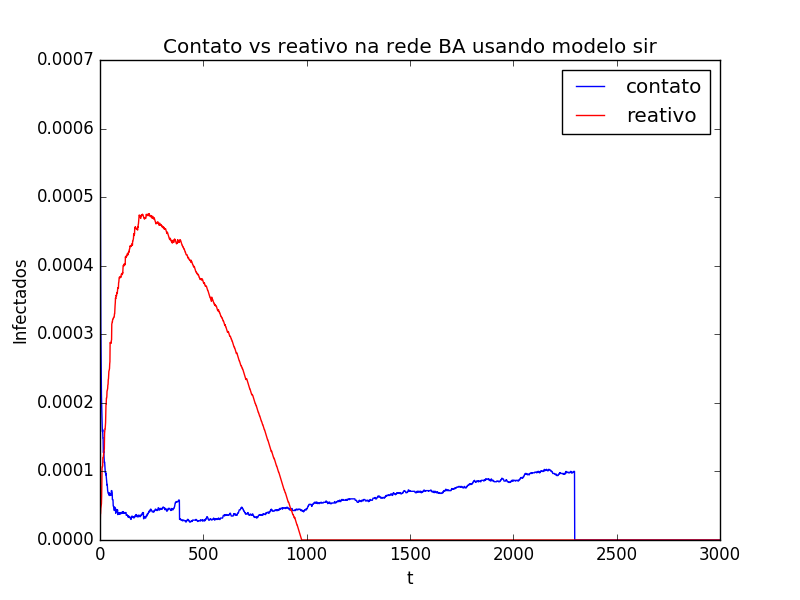 Contato vs reativo na rede BA usando modelo sir
0.0007
0.0006
0.0005
0.0004
0.0003
0.0002
0.0001
0.0000
Infectados
contato
reativo
0 500 1000 1500 2000 2500 3000
t